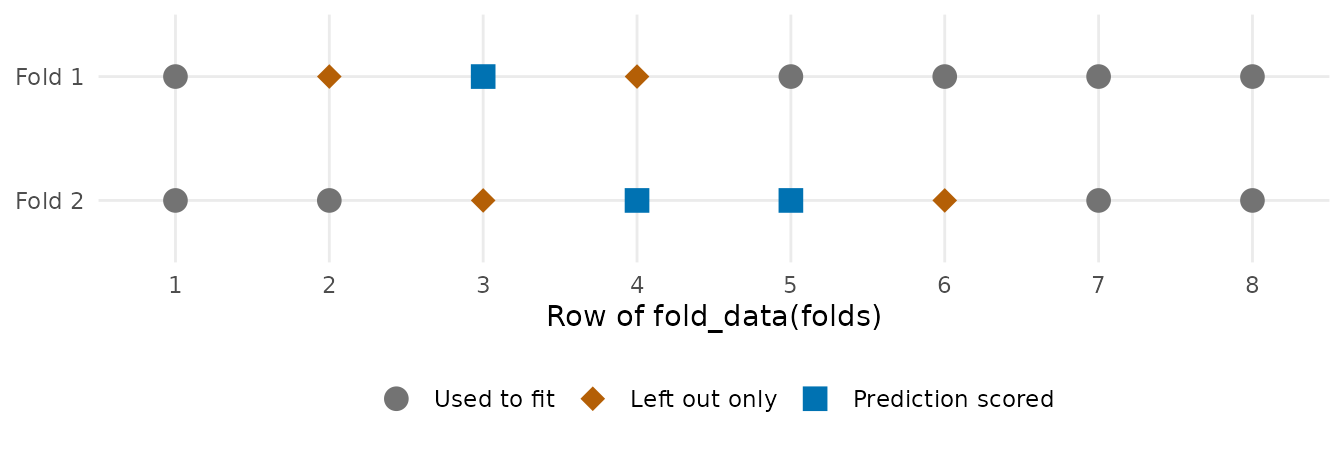 Fold 1
Fold 2
1 2 3 4 5 6 7 8
Row of fold_data(folds)
Used to fit Left out only Prediction scored